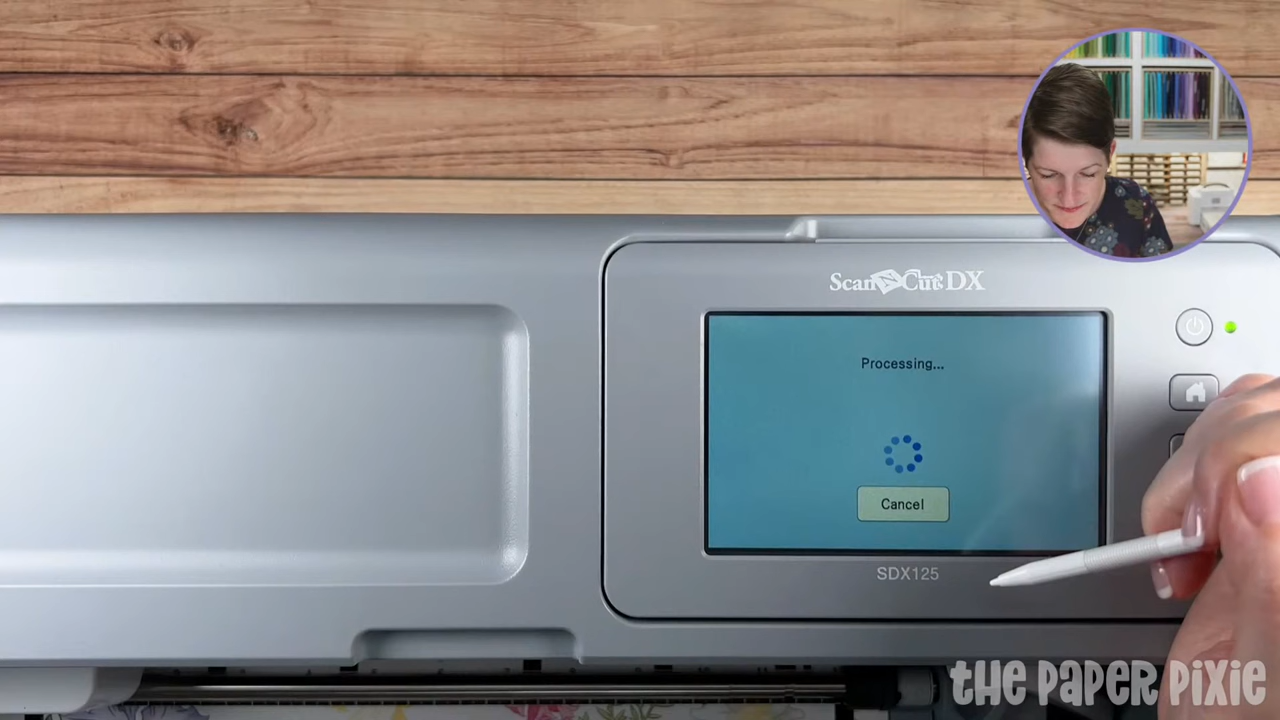 ScanNCut DX
Processing...
Cancel
SDX125
THE PAPER PIXIE